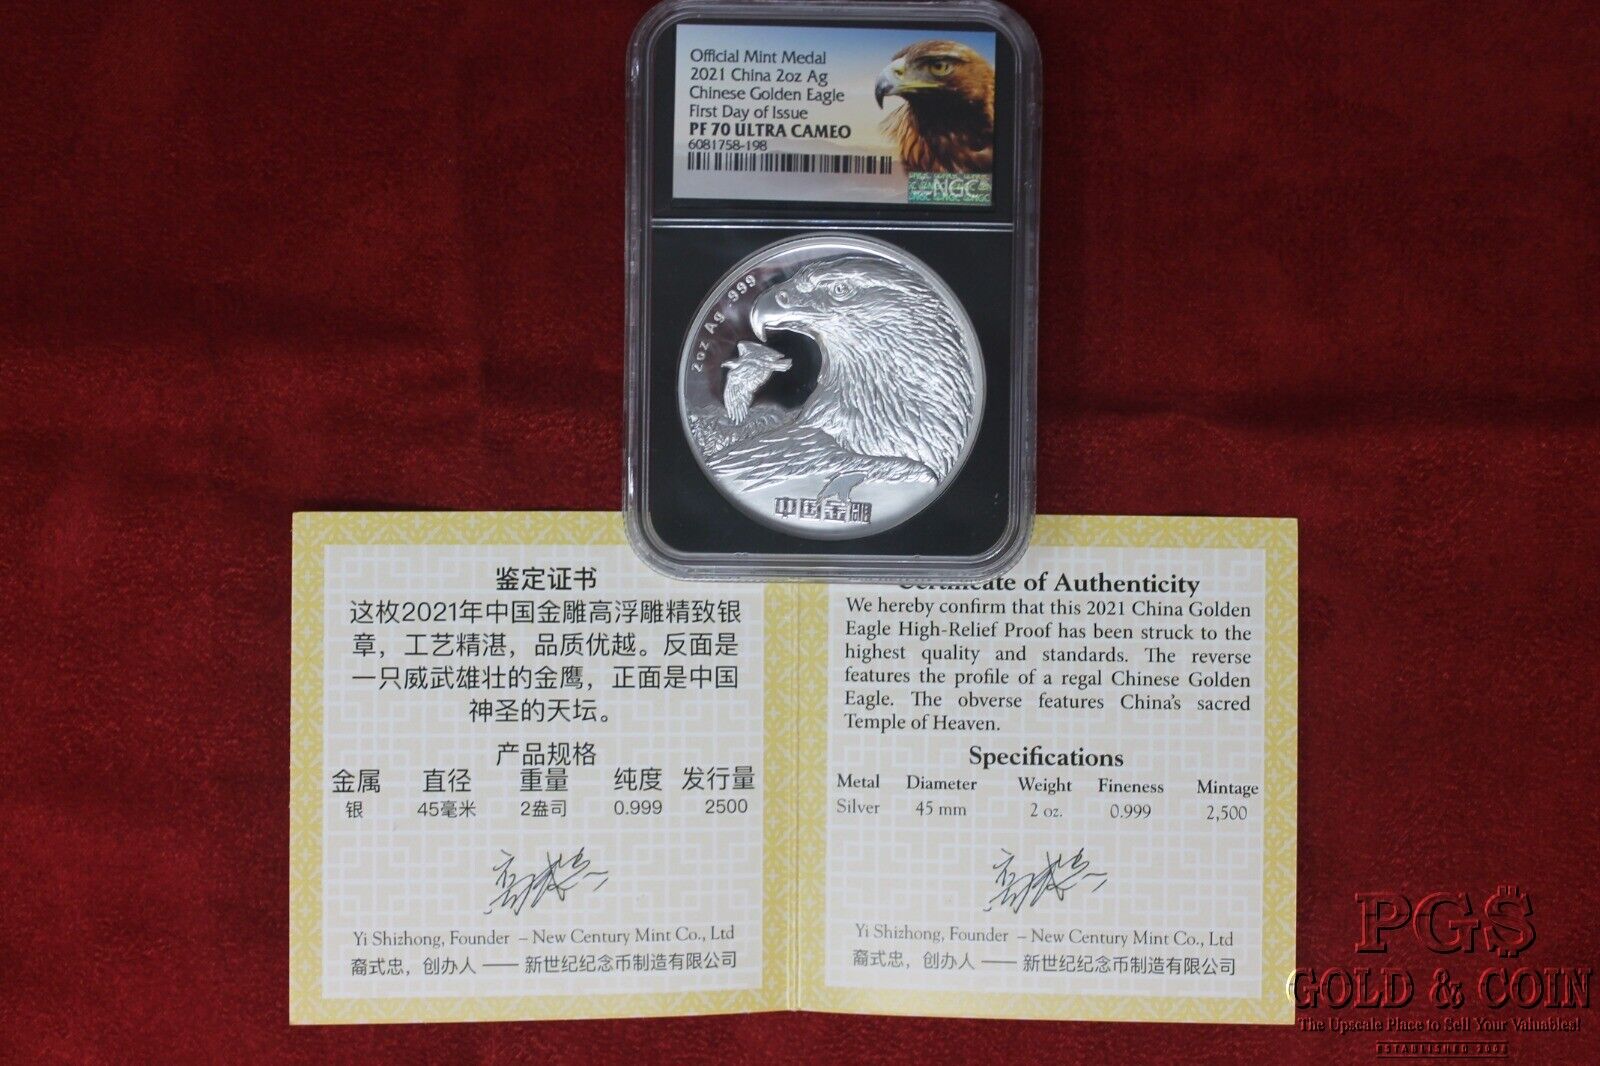 Official Mint Medal
2021 China 2oz Ag
Chinese Golden Eagle
First Day of Issue
PF 70 ULTRA CAMEO
6081758-198
NGC
2oz Ag .999
中国金雕
鉴定证书
这枚2021年中国金雕高浮雕精致银
章，工艺精湛，品质优越。反面是
一只威武雄壮的金鹰，正面是中国
神圣的天坛。
产品规格
金属 直径 重量 纯度 发行量
银 45毫米 2盎司 0.999 2500
Yi Shizhong, Founder – New Century Mint Co., Ltd
裔式忠，创办人 —— 新世纪纪念币制造有限公司
Certificate of Authenticity
We hereby confirm that this 2021 China Golden
Eagle High-Relief Proof has been struck to the
highest quality and standards. The reverse
features the profile of a regal Chinese Golden
Eagle. The obverse features China's sacred
Temple of Heaven.
Specifications
Metal Diameter Weight Fineness Mintage
Silver 45 mm 2 oz. 0.999 2,500
Yi Shizhong, Founder – New Century Mint Co., Ltd
裔式忠，创办人 —— 新世纪纪念币制造有限公司
PGS
GOLD & COIN
The Upscale Place to Sell Your Valuables!
ESTABLISHED 2008